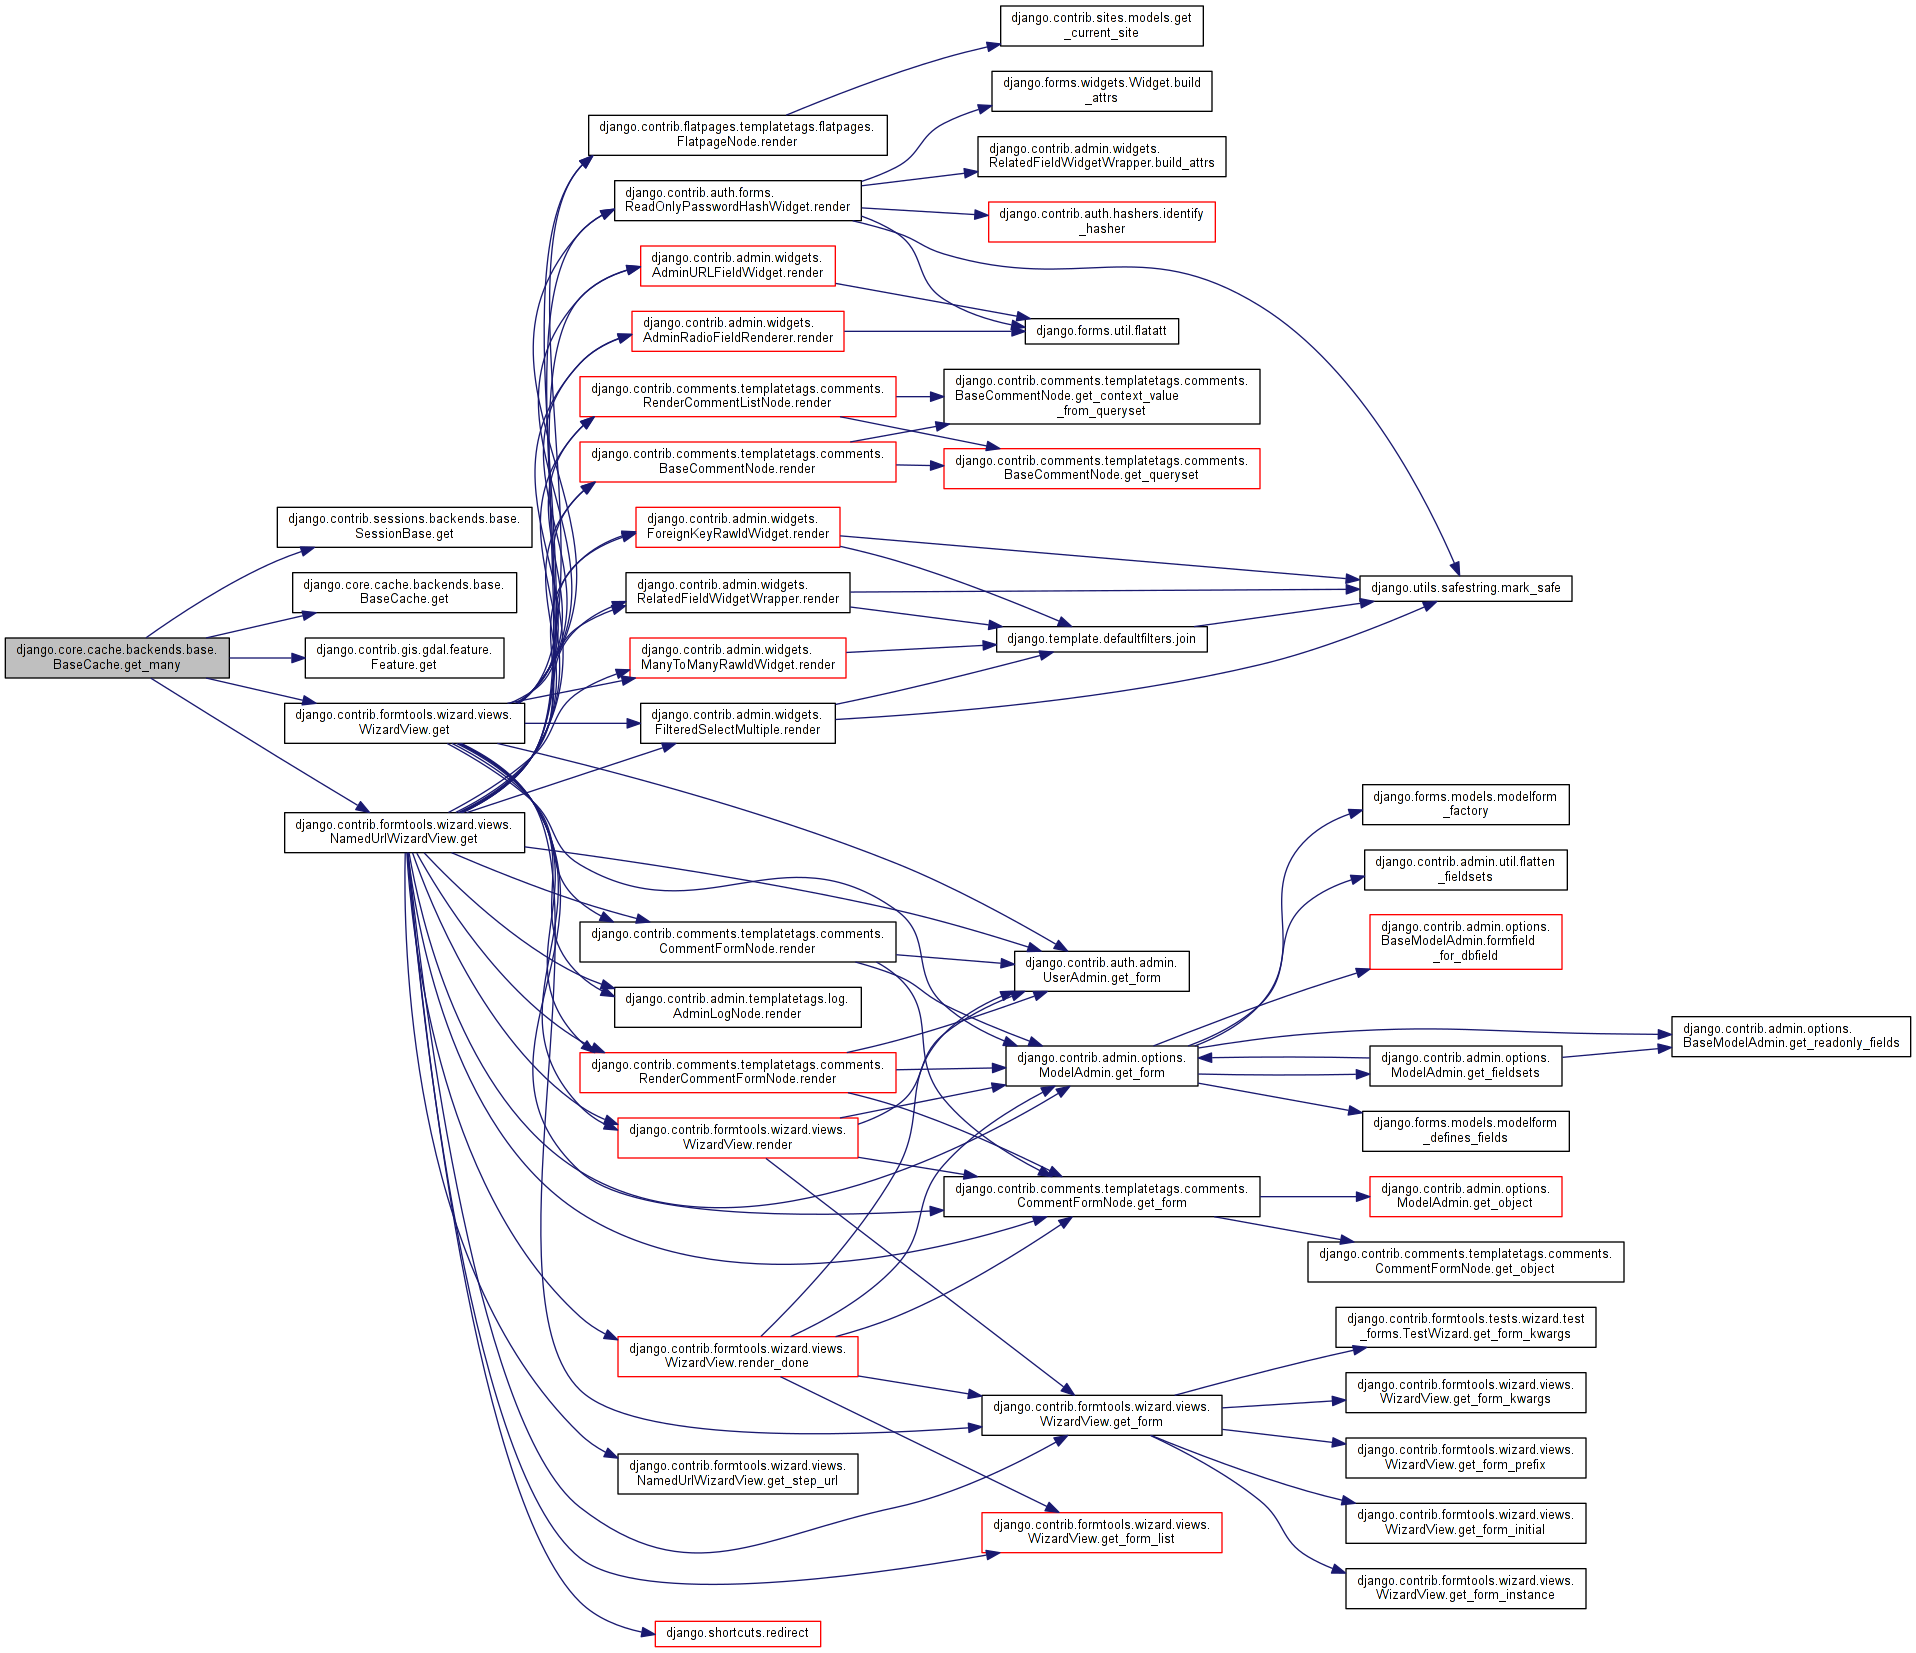 django.core.cache.backends.base.
BaseCache.get_many
django.contrib.sessions.backends.base.
SessionBase.get
django.core.cache.backends.base.
BaseCache.get
django.contrib.gis.gdal.feature.
Feature.get
django.contrib.formtools.wizard.views.
WizardView.get
django.contrib.formtools.wizard.views.
NamedUrlWizardView.get
django.contrib.flatpages.templatetags.flatpages.
FlatpageNode.render
django.contrib.auth.forms.
ReadOnlyPasswordHashWidget.render
django.contrib.admin.widgets.
AdminURLFieldWidget.render
django.contrib.admin.widgets.
AdminRadioFieldRenderer.render
django.contrib.comments.templatetags.comments.
RenderCommentListNode.render
django.contrib.comments.templatetags.comments.
BaseCommentNode.render
django.contrib.admin.widgets.
ForeignKeyRawIdWidget.render
django.contrib.admin.widgets.
RelatedFieldWidgetWrapper.render
django.contrib.admin.widgets.
ManyToManyRawIdWidget.render
django.contrib.admin.widgets.
FilteredSelectMultiple.render
django.contrib.comments.templatetags.comments.
CommentFormNode.render
django.contrib.admin.templatetags.log.
AdminLogNode.render
django.contrib.comments.templatetags.comments.
RenderCommentFormNode.render
django.contrib.formtools.wizard.views.
WizardView.render
django.contrib.formtools.wizard.views.
WizardView.render_done
django.contrib.formtools.wizard.views.
NamedUrlWizardView.get_step_url
django.shortcuts.redirect
django.contrib.sites.models.get
_current_site
django.forms.widgets.Widget.build
_attrs
django.contrib.admin.widgets.
RelatedFieldWidgetWrapper.build_attrs
django.contrib.auth.hashers.identify
_hasher
django.forms.util.flatatt
django.contrib.comments.templatetags.comments.
BaseCommentNode.get_context_value
_from_queryset
django.contrib.comments.templatetags.comments.
BaseCommentNode.get_queryset
django.template.defaultfilters.join
django.contrib.auth.admin.
UserAdmin.get_form
django.contrib.admin.options.
ModelAdmin.get_form
django.contrib.comments.templatetags.comments.
CommentFormNode.get_form
django.contrib.formtools.wizard.views.
WizardView.get_form
django.contrib.formtools.wizard.views.
WizardView.get_form_list
django.utils.safestring.mark_safe
django.forms.models.modelform
_factory
django.contrib.admin.util.flatten
_fieldsets
django.contrib.admin.options.
BaseModelAdmin.formfield
_for_dbfield
django.contrib.admin.options.
ModelAdmin.get_fieldsets
django.forms.models.modelform
_defines_fields
django.contrib.admin.options.
ModelAdmin.get_object
django.contrib.comments.templatetags.comments.
CommentFormNode.get_object
django.contrib.formtools.tests.wizard.test
_forms.TestWizard.get_form_kwargs
django.contrib.formtools.wizard.views.
WizardView.get_form_kwargs
django.contrib.formtools.wizard.views.
WizardView.get_form_prefix
django.contrib.formtools.wizard.views.
WizardView.get_form_initial
django.contrib.formtools.wizard.views.
WizardView.get_form_instance
django.contrib.admin.options.
BaseModelAdmin.get_readonly_fields